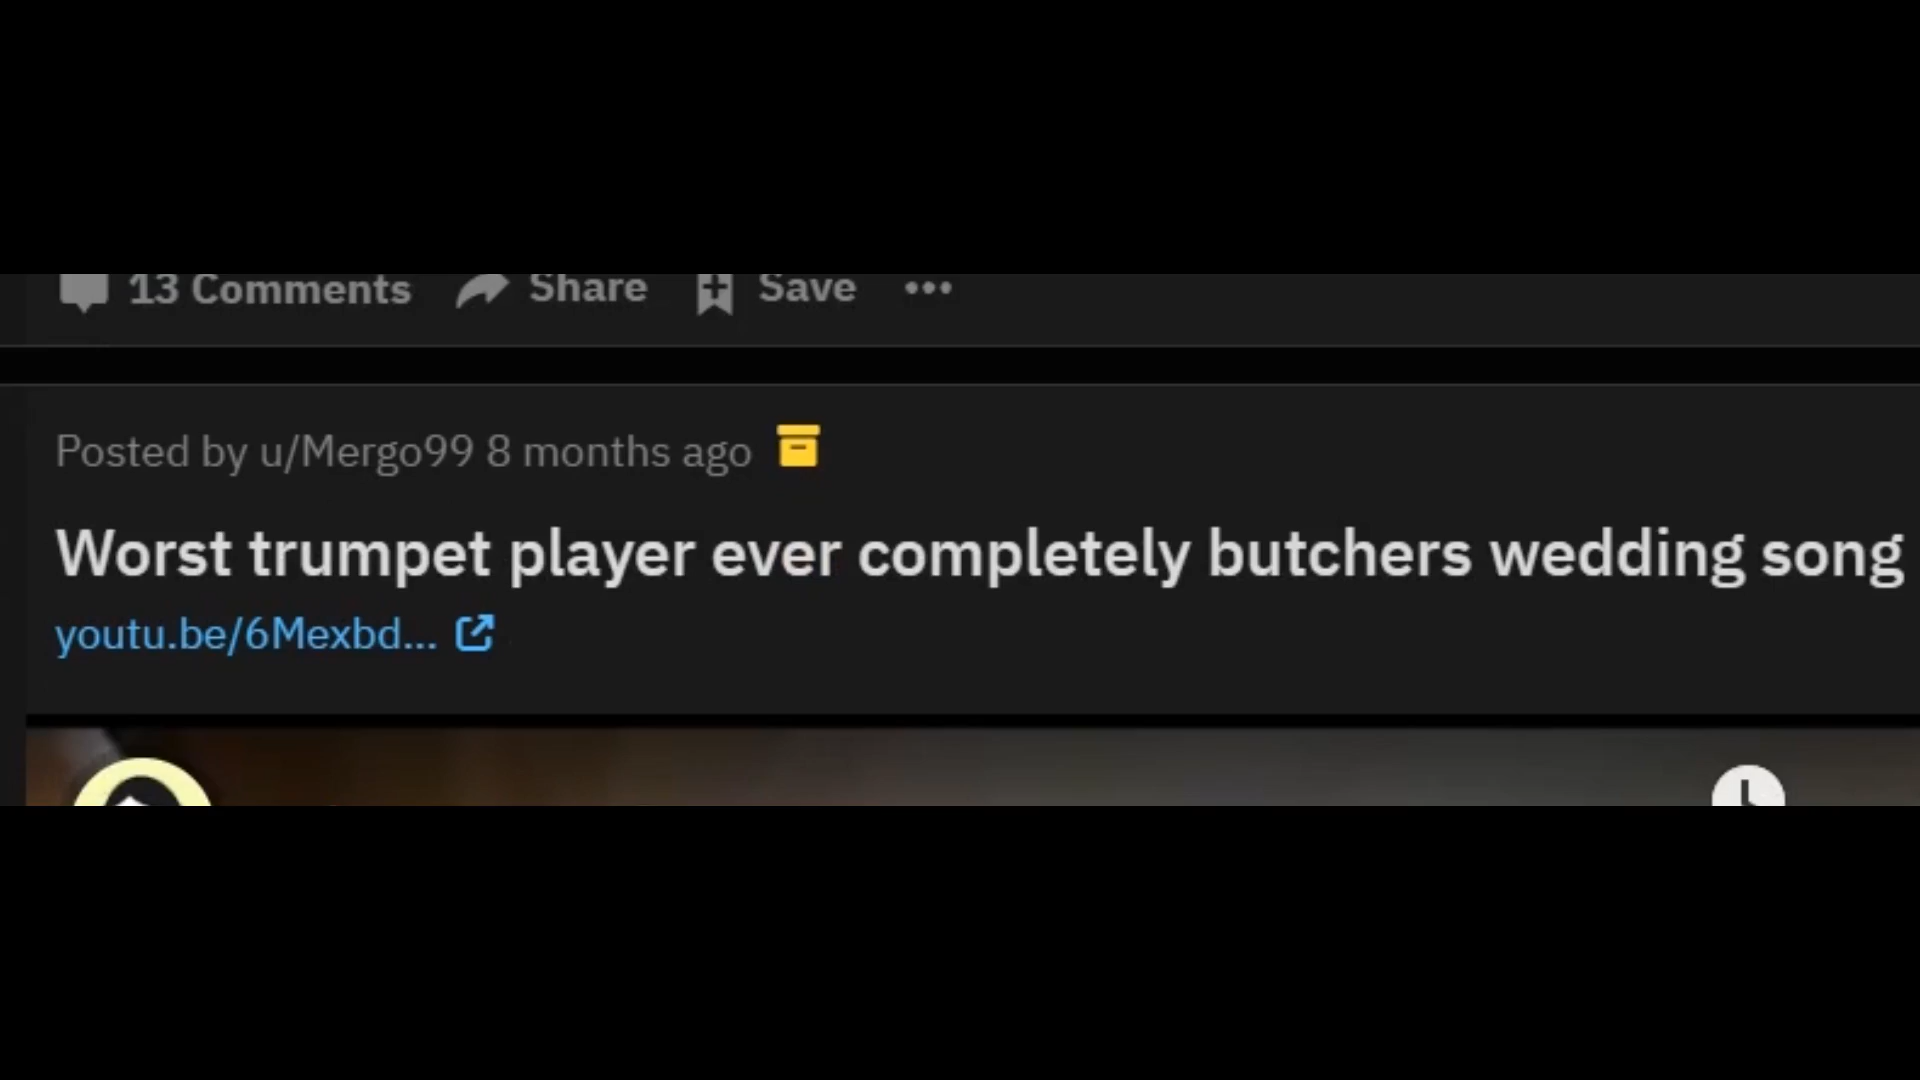 13 Comments Share Save
Posted by u/Mergo99 8 months ago
Worst trumpet player ever completely butchers wedding song
youtu.be/6Mexbd...